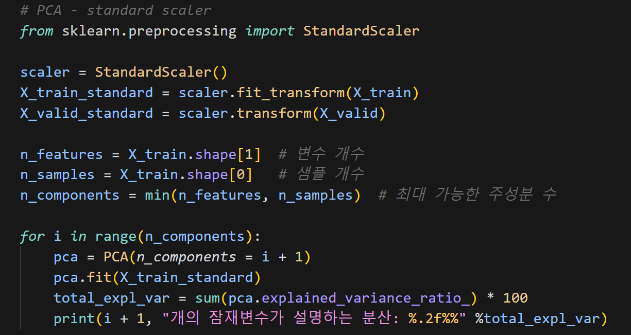 # PCA - standard scaler
from sklearn.preprocessing import StandardScaler
scaler = StandardScaler()
X_train_standard = scaler.fit_transform(X_train)
X_valid_standard = scaler.transform(X_valid)
n_features = X_train.shape[1]  # 변수 개수
n_samples = X_train.shape[0]   # 샘플 개수
n_components = min(n_features, n_samples)  # 최대 가능한 주성분 수
for i in range(n_components):
    pca = PCA(n_components = i + 1)
    pca.fit(X_train_standard)
    total_expl_var = sum(pca.explained_variance_ratio_) * 100
    print(i + 1, "개의 잠재변수가 설명하는 분산: %.2f%%" %total_expl_var)